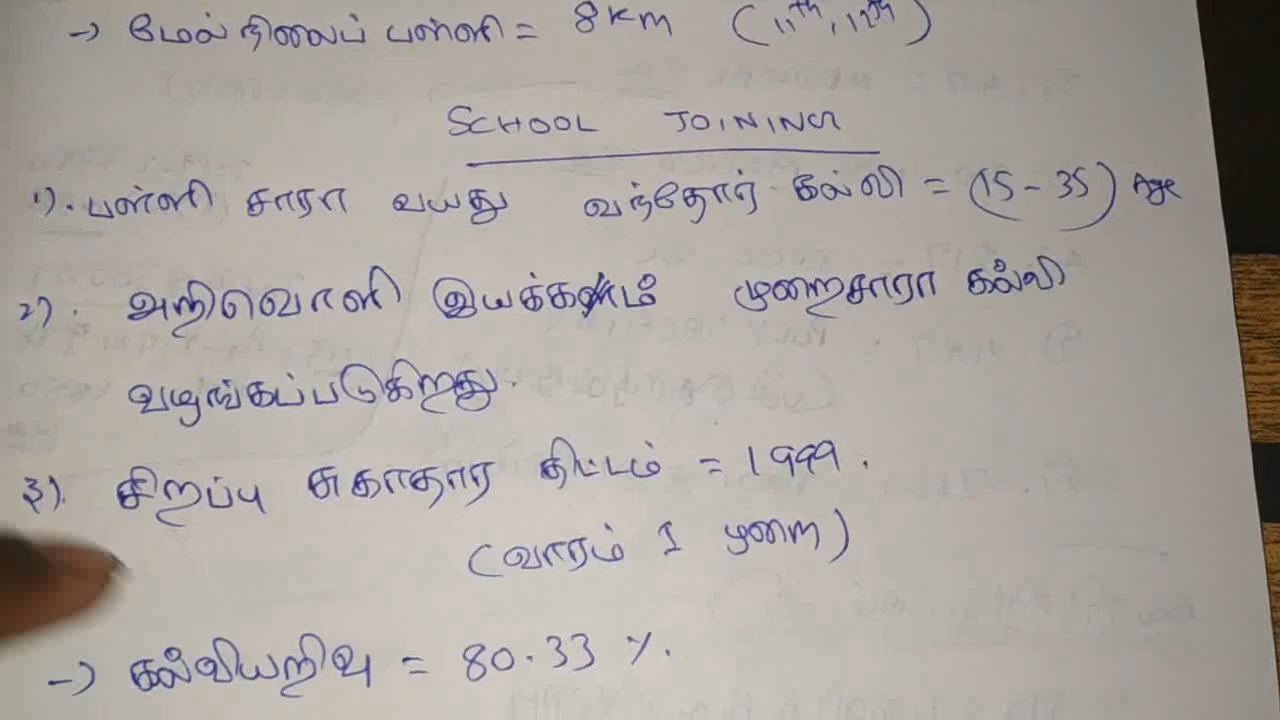 → மேல் நிலைப் பள்ளி = 8 km (11th, 12th)
SCHOOL JOINING
1). பள்ளி சாரா வயது வந்தோர் கல்வி = (15 - 35) Age
2). அறிவொளி இயக்கம் முறைசாரா கல்வி
வழங்கப்படுகிறது.
3). சிறப்பு சுகாதார திட்டம் = 1999.
(வாரம் 1 முறை)
→ கல்வியறிவு = 80.33 %.